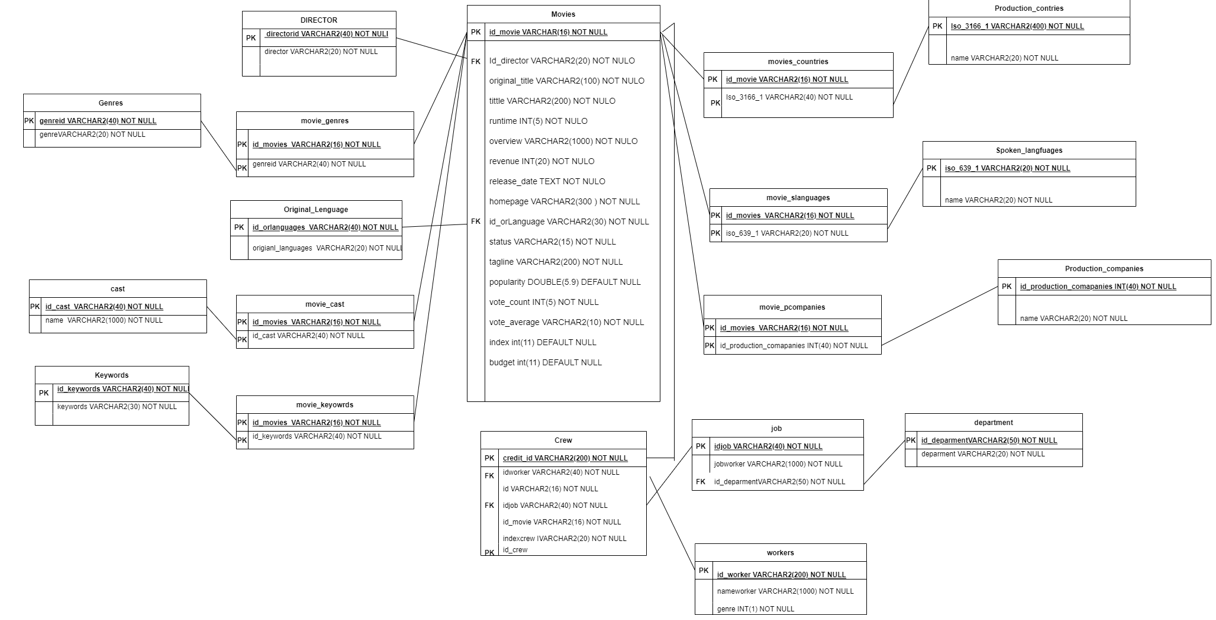 DIRECTOR
PK directorid VARCHAR2(40) NOT NULl
director VARCHAR2(20) NOT NULL
Genres
PK genreid VARCHAR2(40) NOT NULL
genreVARCHAR2(20) NOT NULL
movie_genres
PK id_movies VARCHAR2(16) NOT NULL
PK genreid VARCHAR2(40) NOT NULL
Original_Lenguage
PK id_orlanguages VARCHAR2(40) NOT NULL
origianl_languages VARCHAR2(20) NOT NULL
cast
PK id_cast VARCHAR2(40) NOT NULL
name VARCHAR2(1000) NOT NULL
movie_cast
PK id_movies VARCHAR2(16) NOT NULL
PK id_cast VARCHAR2(40) NOT NULL
Keywords
PK id_keywords VARCHAR2(40) NOT NULL
keywords VARCHAR2(30) NOT NULL
movie_keyowrds
PK id_movies VARCHAR2(16) NOT NULL
PK id_keywords VARCHAR2(40) NOT NULL
Movies
PK id_movie VARCHAR(16) NOT NULL
FK Id_director VARCHAR2(20) NOT NULO
original_title VARCHAR2(100) NOT NULO
tittle VARCHAR2(200) NOT NULO
runtime INT(5) NOT NULO
overview VARCHAR2(1000) NOT NULO
revenue INT(20) NOT NULO
release_date TEXT NOT NULO
homepage VARCHAR2(300 ) NOT NULL
FK id_orLanguage VARCHAR2(30) NOT NULL
status VARCHAR2(15) NOT NULL
tagline VARCHAR2(200) NOT NULL
popularity DOUBLE(5.9) DEFAULT NULL
vote_count INT(5) NOT NULL
vote_average VARCHAR2(10) NOT NULL
index int(11) DEFAULT NULL
budget int(11) DEFAULT NULL
Crew
PK credit_id VARCHAR2(200) NOT NULL
FK idworker VARCHAR2(40) NOT NULL
id VARCHAR2(16) NOT NULL
FK idjob VARCHAR2(40) NOT NULL
id_movie VARCHAR2(16) NOT NULL
indexcrew IVARCHAR2(20) NOT NULL
PK id_crew
movies_countries
PK id_movie VARCHAR2(16) NOT NULL
PK Iso_3166_1 VARCHAR2(40) NOT NULL
Production_contries
PK Iso_3166_1 VARCHAR2(400) NOT NULL
name VARCHAR2(20) NOT NULL
movie_slanguages
PK id_movies VARCHAR2(16) NOT NULL
PK iso_639_1 VARCHAR2(20) NOT NULL
Spoken_langfuages
PK iso_639_1 VARCHAR2(20) NOT NULL
name VARCHAR2(20) NOT NULL
movie_pcompanies
PK id_movies VARCHAR2(16) NOT NULL
PK id_production_comapanies INT(40) NOT NULL
Production_companies
PK id_production_comapanies INT(40) NOT NULL
name VARCHAR2(20) NOT NULL
job
PK idjob VARCHAR2(40) NOT NULL
jobworker VARCHAR2(1000) NOT NULL
FK id_deparmentVARCHAR2(50) NOT NULL
department
PK id_deparmentVARCHAR2(50) NOT NULL
deparment VARCHAR2(20) NOT NULL
workers
PK id_worker VARCHAR2(200) NOT NULL
nameworker VARCHAR2(1000) NOT NULL
genre INT(1) NOT NULL